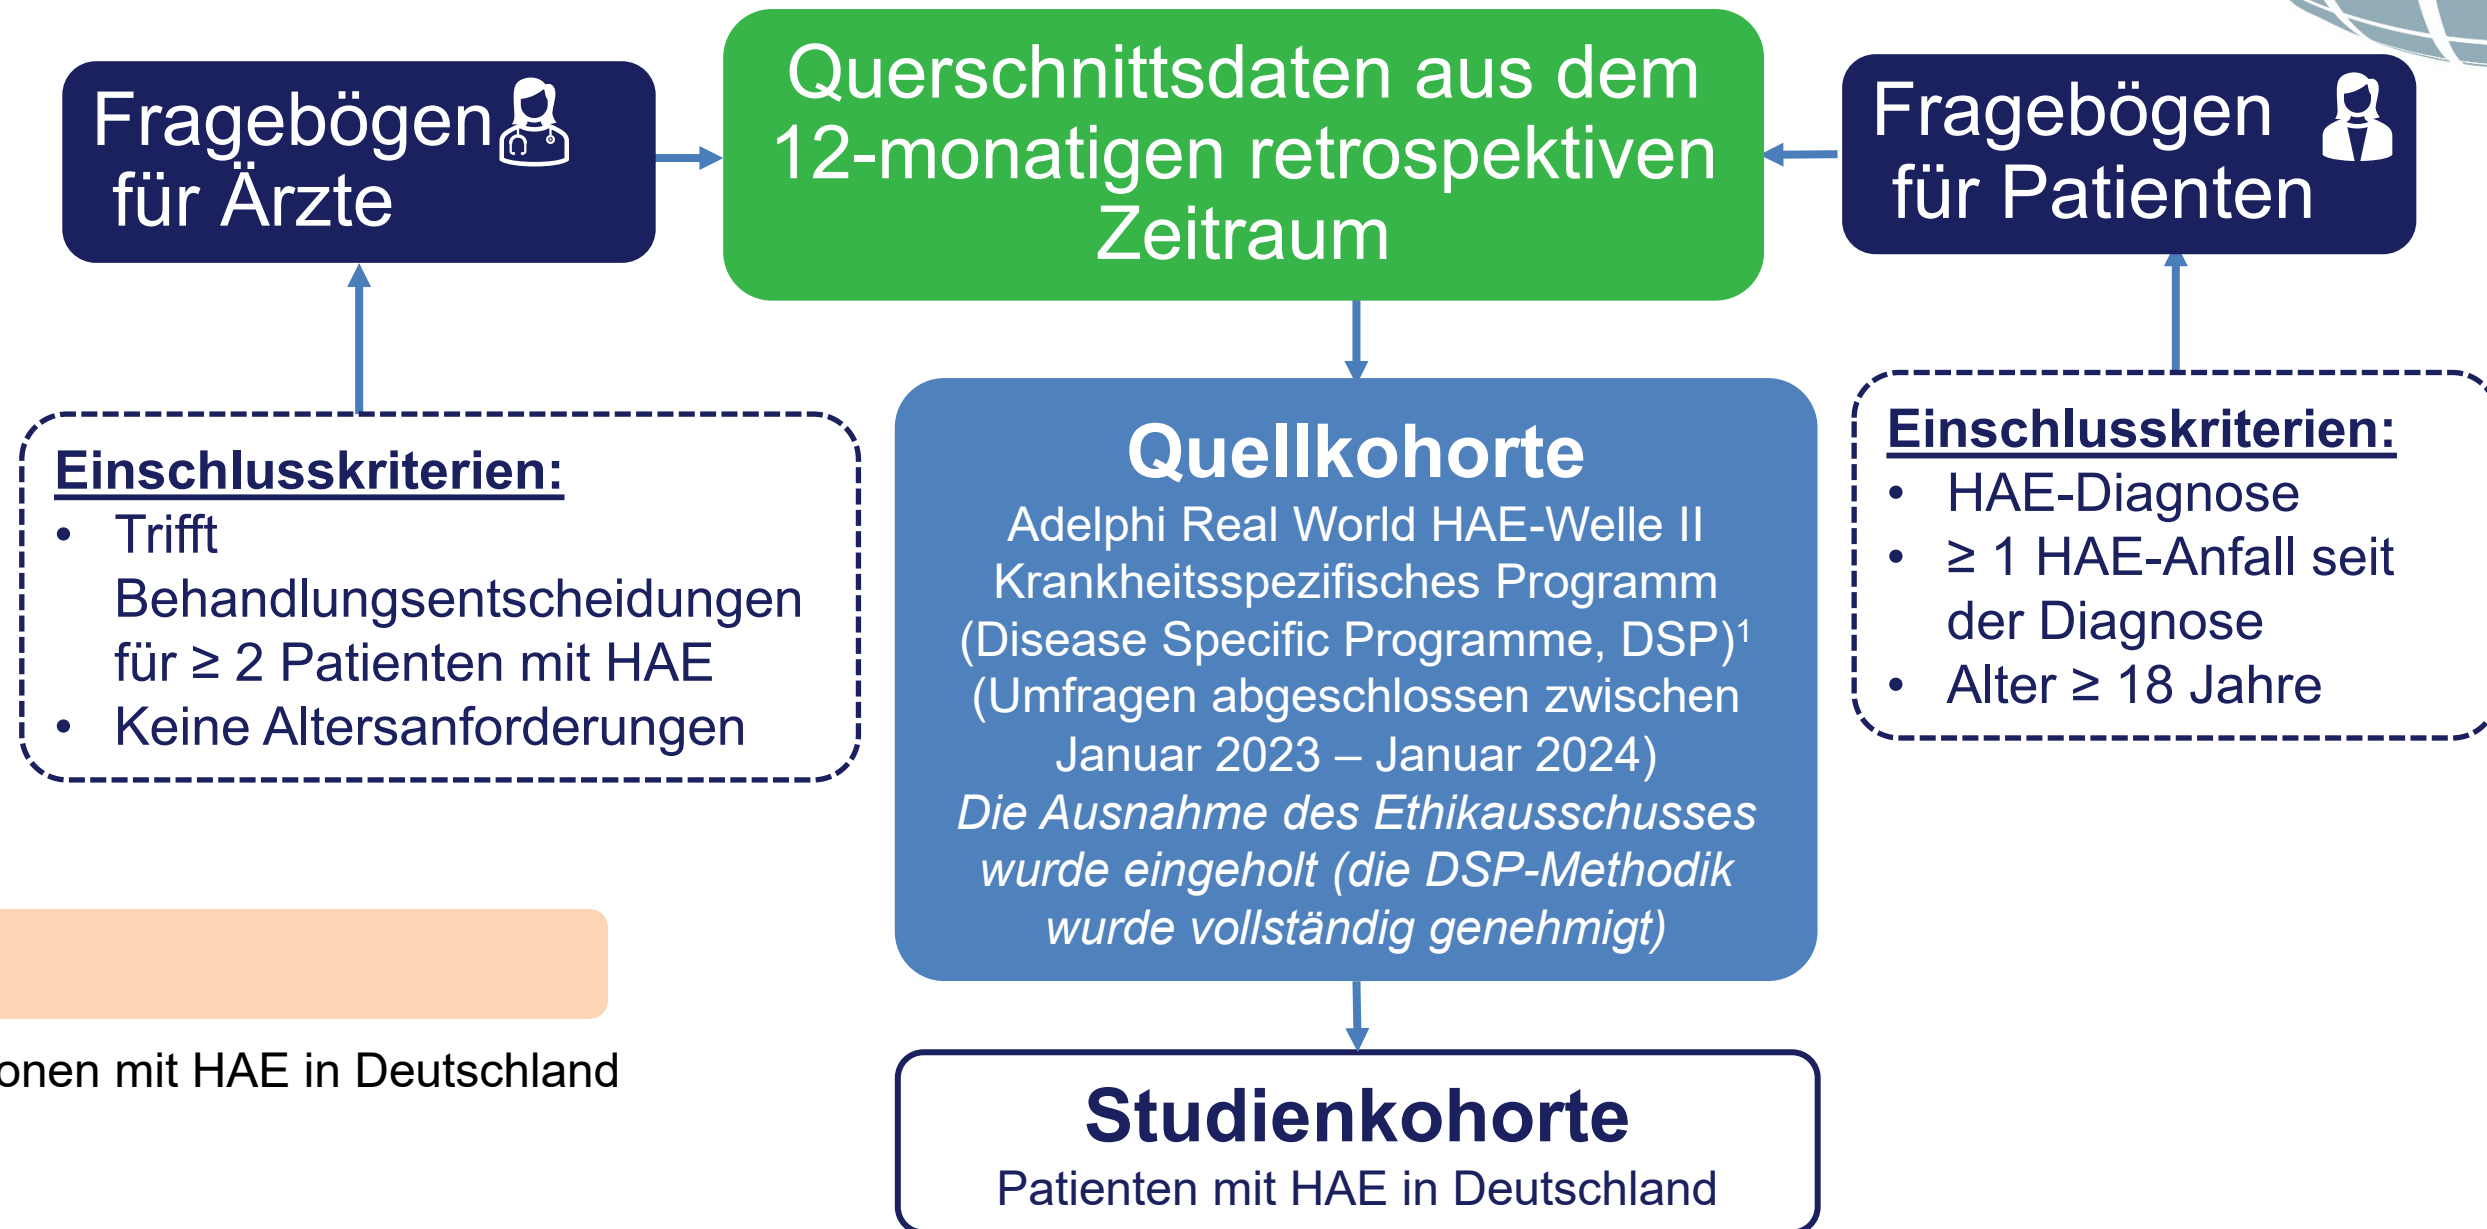 Fragebögen
für Ärzte
Querschnittsdaten aus dem
12-monatigen retrospektiven
Zeitraum
Fragebögen
für Patienten
Einschlusskriterien:
• Trifft
Behandlungsentscheidungen
für ≥ 2 Patienten mit HAE
• Keine Altersanforderungen
Quellkohorte
Adelphi Real World HAE-Welle II
Krankheitsspezifisches Programm
(Disease Specific Programme, DSP)¹
(Umfragen abgeschlossen zwischen
Januar 2023 – Januar 2024)
Die Ausnahme des Ethikausschusses
wurde eingeholt (die DSP-Methodik
wurde vollständig genehmigt)
Einschlusskriterien:
• HAE-Diagnose
• ≥ 1 HAE-Anfall seit
der Diagnose
• Alter ≥ 18 Jahre
mit HAE in Deutschland
Studienkohorte
Patienten mit HAE in Deutschland